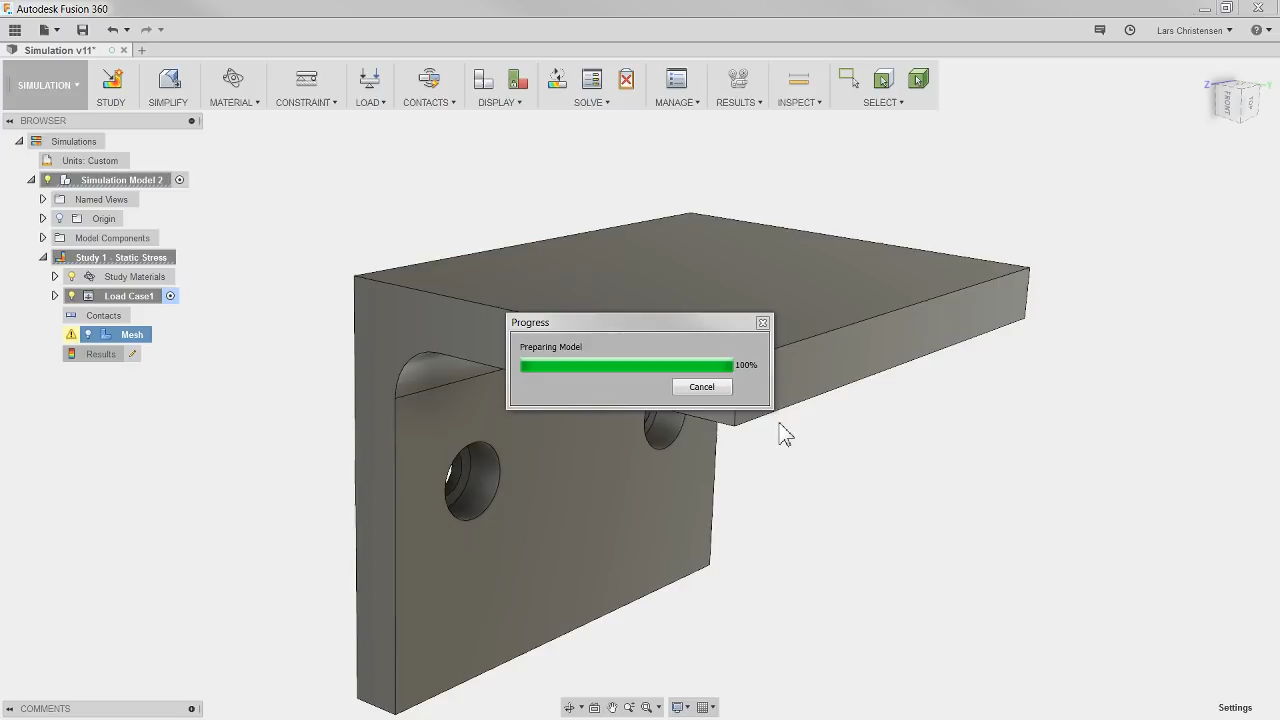 Autodesk Fusion 360
Lars Christensen
Simulation v11*
SIMULATION
STUDY
SIMPLIFY
MATERIAL
CONSTRAINT
LOAD
CONTACTS
DISPLAY
SOLVE
MANAGE
RESULTS
INSPECT
SELECT
BROWSER
Simulations
Units: Custom
Simulation Model 2
Named Views
Origin
Model Components
Study 1 - Static Stress
Study Materials
Load Case1
Contacts
Mesh
Results
Progress
Preparing Model
100%
Cancel
Z
Y
FRONT
TOP
COMMENTS
Settings